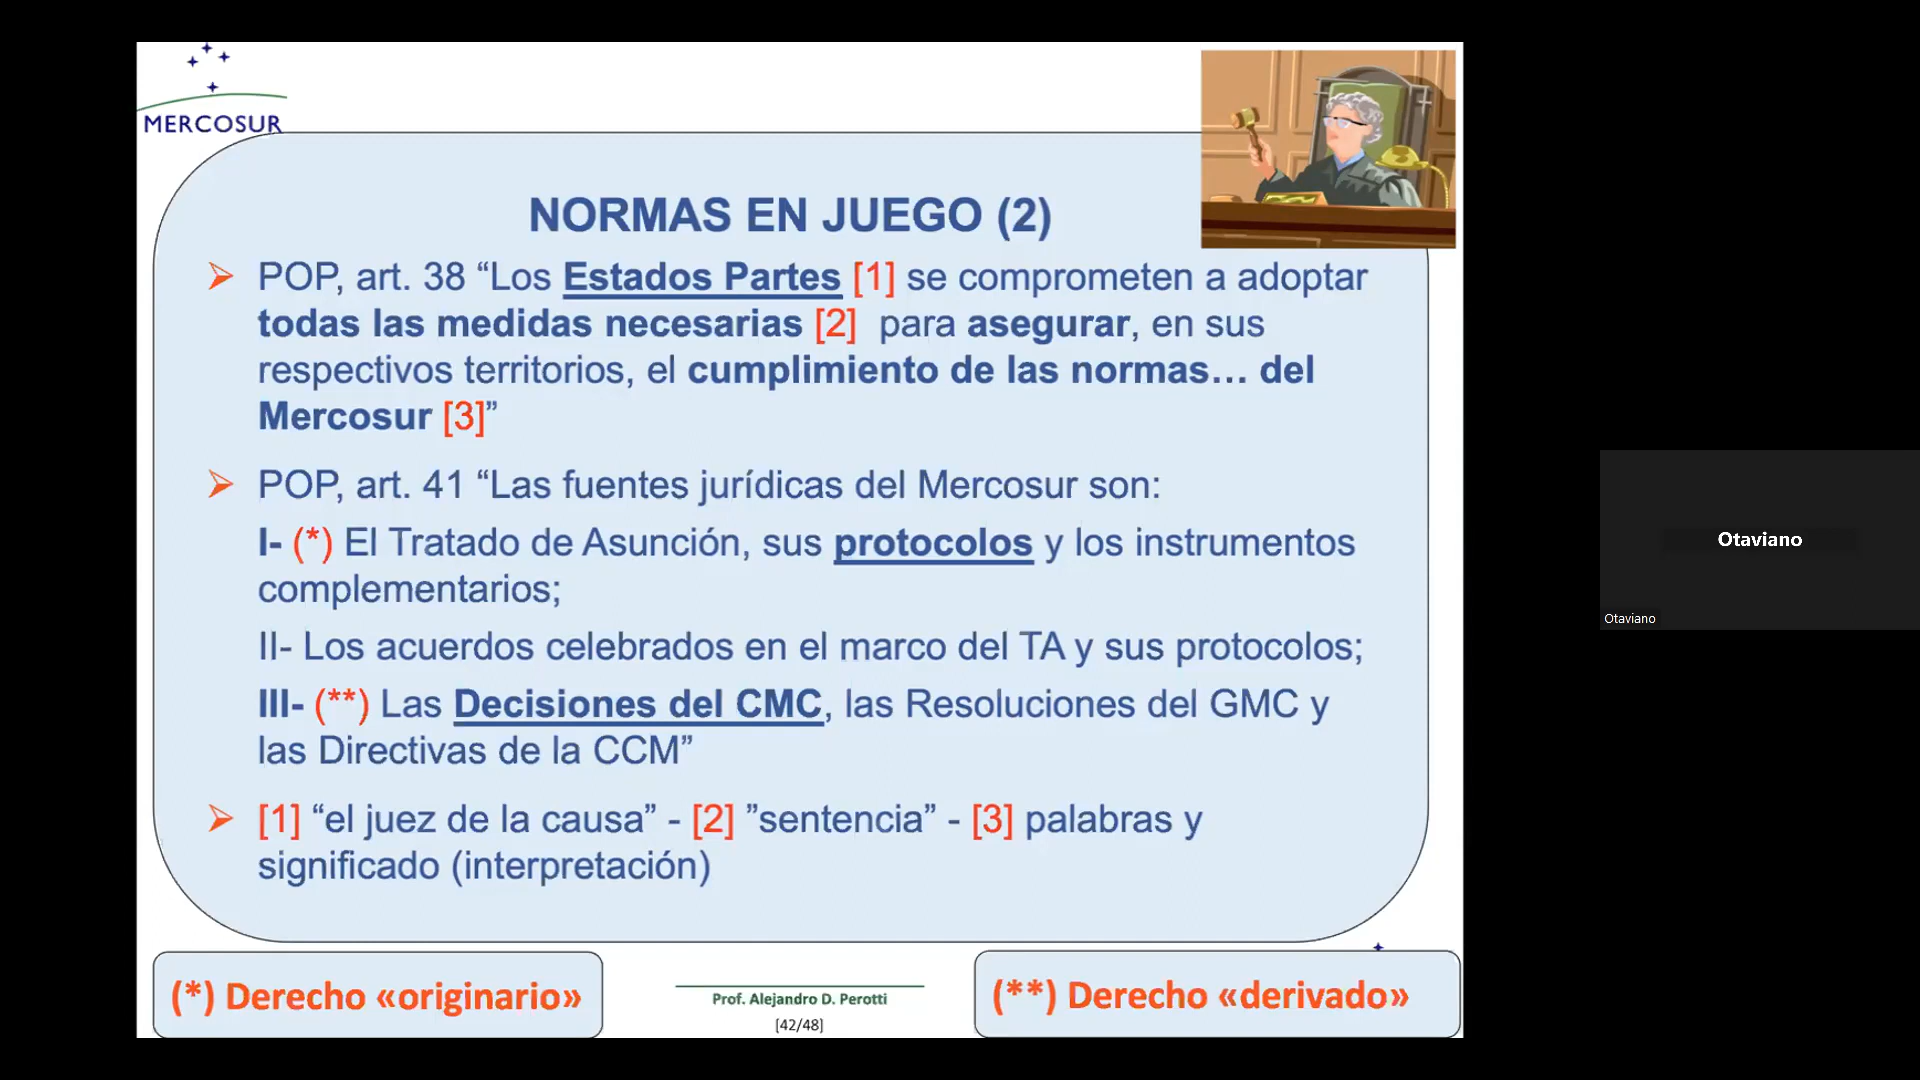 MERCOSUR
NORMAS EN JUEGO (2)
➢ POP, art. 38 “Los Estados Partes [1] se comprometen a adoptar
todas las medidas necesarias [2] para asegurar, en sus
respectivos territorios, el cumplimiento de las normas… del
Mercosur [3]”
➢ POP, art. 41 “Las fuentes jurídicas del Mercosur son:
I- (*) El Tratado de Asunción, sus protocolos y los instrumentos
complementarios;
II- Los acuerdos celebrados en el marco del TA y sus protocolos;
III- (**) Las Decisiones del CMC, las Resoluciones del GMC y
las Directivas de la CCM”
➢ [1] “el juez de la causa” - [2] ”sentencia” - [3] palabras y
significado (interpretación)
(*) Derecho «originario»
Prof. Alejandro D. Perotti
[42/48]
(**) Derecho «derivado»
Otaviano
Otaviano